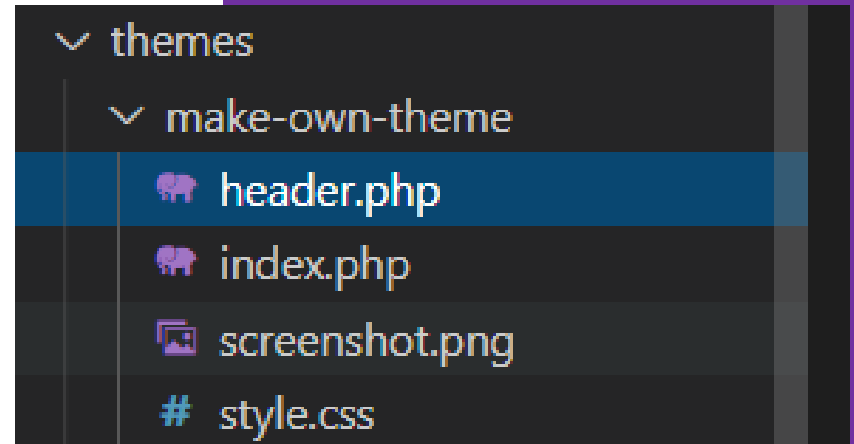 themes
make-own-theme
header.php
index.php
screenshot.png
# style.css